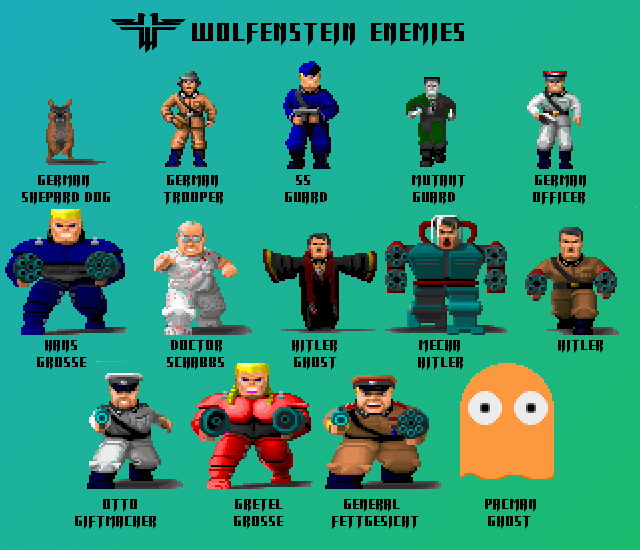 WOLFENSTEIN ENEMIES
GERMAN
SHEPARD DOG
GERMAN
TROOPER
SS
GUARD
MUTANT
GUARD
GERMAN
OFFICER
HANS
GROSSE
DOCTOR
SCHABBS
HITLER
GHOST
MECHA
HITLER
HITLER
OTTO
GIFTMACHER
GRETEL
GROSSE
GENERAL
FETTGESICHT
PACMAN
GHOST